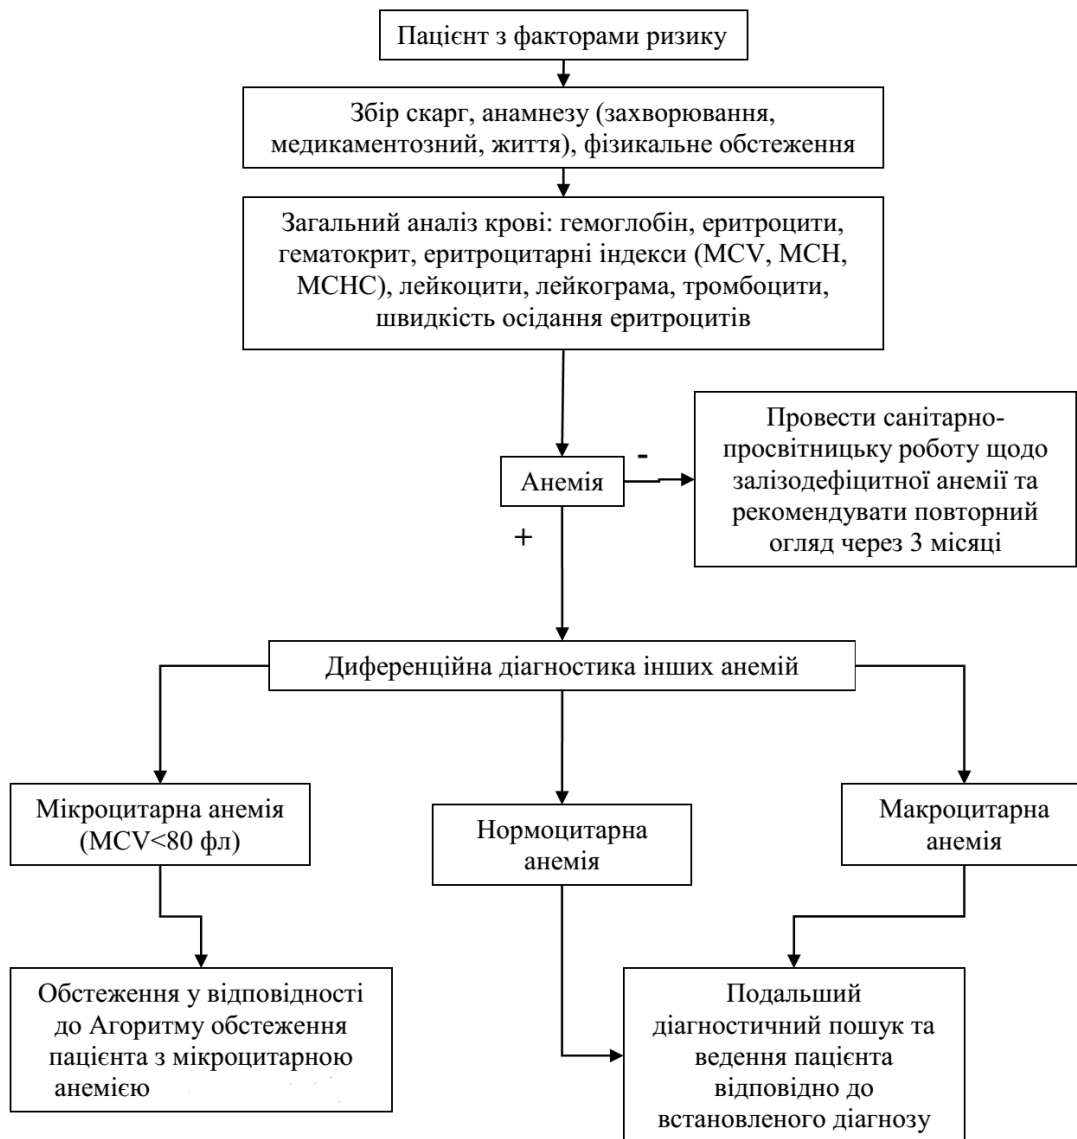 Пацієнт з факторами ризику
Збір скарг, анамнезу (захворювання,
медикаментозний, життя), фізикальне обстеження
Загальний аналіз крові: гемоглобін, еритроцити,
гематокрит, еритроцитарні індекси (MCV, MCH,
MCHC), лейкоцити, лейкограма, тромбоцити,
швидкість осідання еритроцитів
Анемія
-
Провести санітарно-
просвітницьку роботу щодо
залізодефіцитної анемії та
рекомендувати повторний
огляд через 3 місяці
+
Диференційна діагностика інших анемій
Мікроцитарна анемія
(MCV<80 фл)
Нормоцитарна
анемія
Макроцитарна
анемія
Обстеження у відповідності
до Агоритму обстеження
пацієнта з мікроцитарною
анемією
Подальший
діагностичний пошук та
ведення пацієнта
відповідно до
встановленого діагнозу